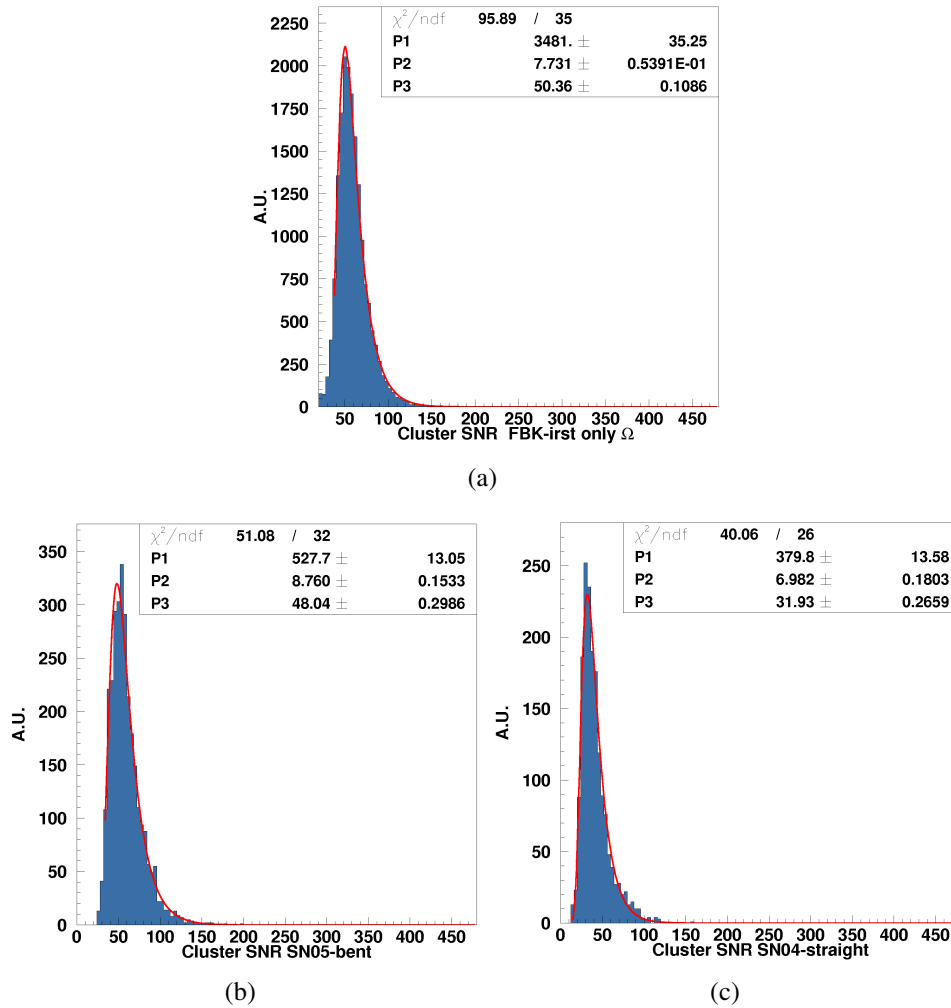 χ²/ndf 95.89 / 35
P1 3481. ± 35.25
P2 7.731 ± 0.5391E-01
P3 50.36 ± 0.1086
2250
2000
1750
1500
1250
1000
750
500
250
0
A.U.
50 100 150 200 250 300 350 400 450
Cluster SNR FBK-irst only Ω
(a)
χ²/ndf 51.08 / 32
P1 527.7 ± 13.05
P2 8.760 ± 0.1533
P3 48.04 ± 0.2986
350
300
250
200
150
100
50
0
A.U.
0 50 100 150 200 250 300 350 400 450
Cluster SNR SN05-bent
(b)
χ²/ndf 40.06 / 26
P1 379.8 ± 13.58
P2 6.982 ± 0.1803
P3 31.93 ± 0.2659
250
200
150
100
50
0
A.U.
0 50 100 150 200 250 300 350 400 450
Cluster SNR SN04-straight
(c)